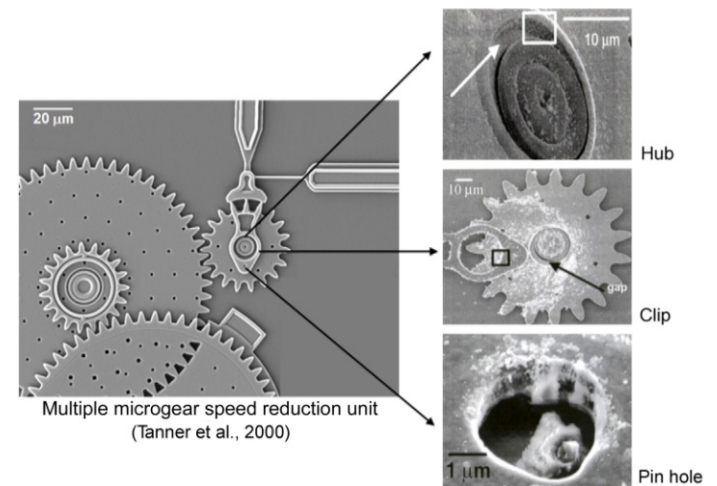 20 µm
10 µm
Hub
10 µm
gap
Clip
1 µm
Pin hole
Multiple microgear speed reduction unit
(Tanner et al., 2000)